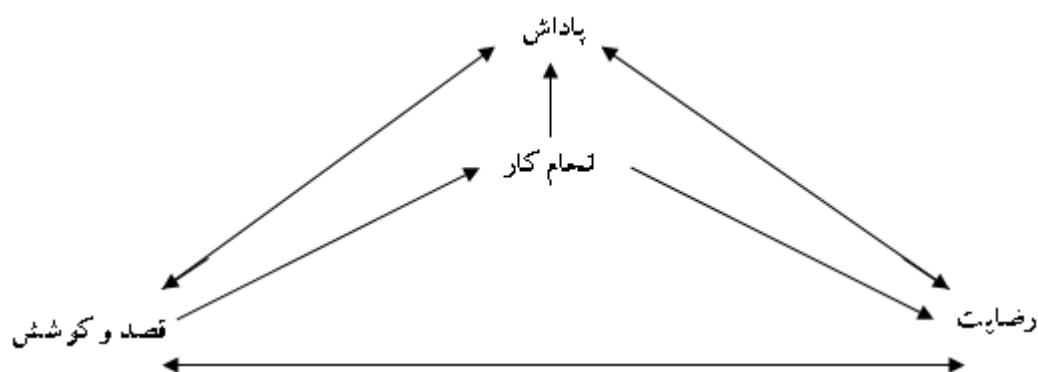 پاداش
انجام کار
رضایت
قصد و کوشش